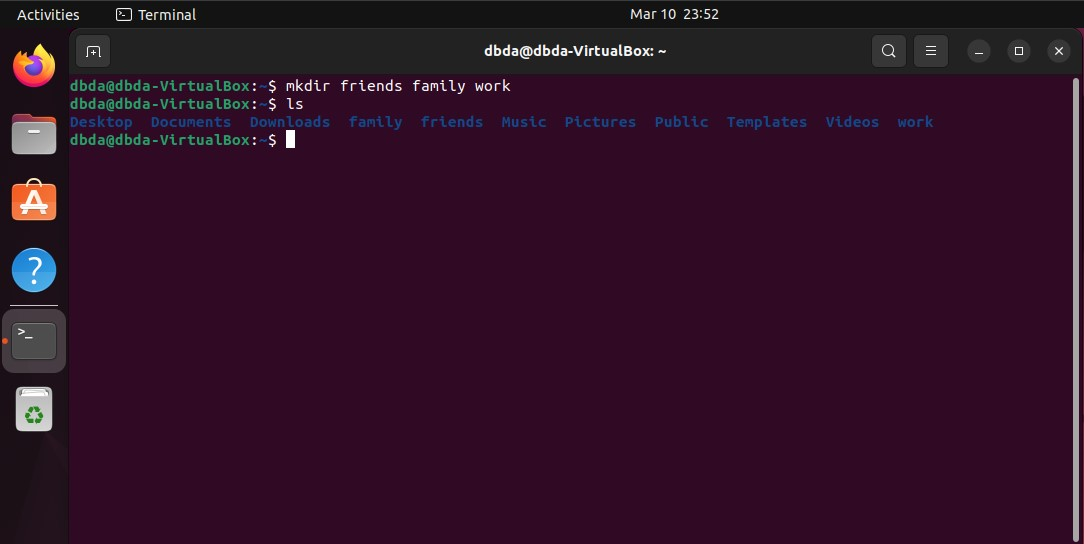 Activities Terminal Mar 10 23:52
dbda@dbda-VirtualBox: ~
dbda@dbda-VirtualBox:~$ mkdir friends family work
dbda@dbda-VirtualBox:~$ ls
Desktop Documents Downloads family friends Music Pictures Public Templates Videos work
dbda@dbda-VirtualBox:~$